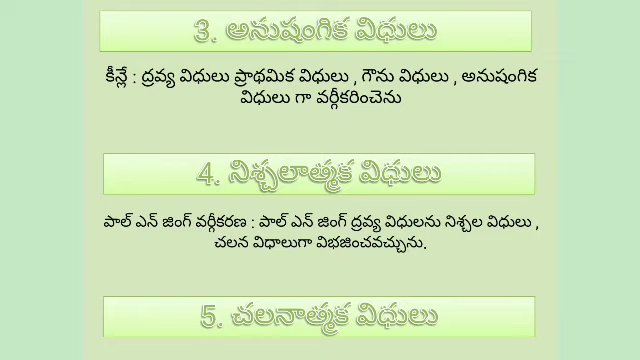 3. అనుషంగిక విధులు
కీన్లే : ద్రవ్య విధులు ప్రాథమిక విధులు , గౌను విధులు , అనుషంగిక
విధులు గా వర్గీకరించెను
4. నిశ్చలాత్మక విధులు
పాల్ ఎన్ జింగ్ వర్గీకరణ : పాల్ ఎన్ జింగ్ ద్రవ్య విధులను నిశ్చల విధులు ,
చలన విధాలుగా విభజించవచ్చును.
5. చలనాత్మక విధులు